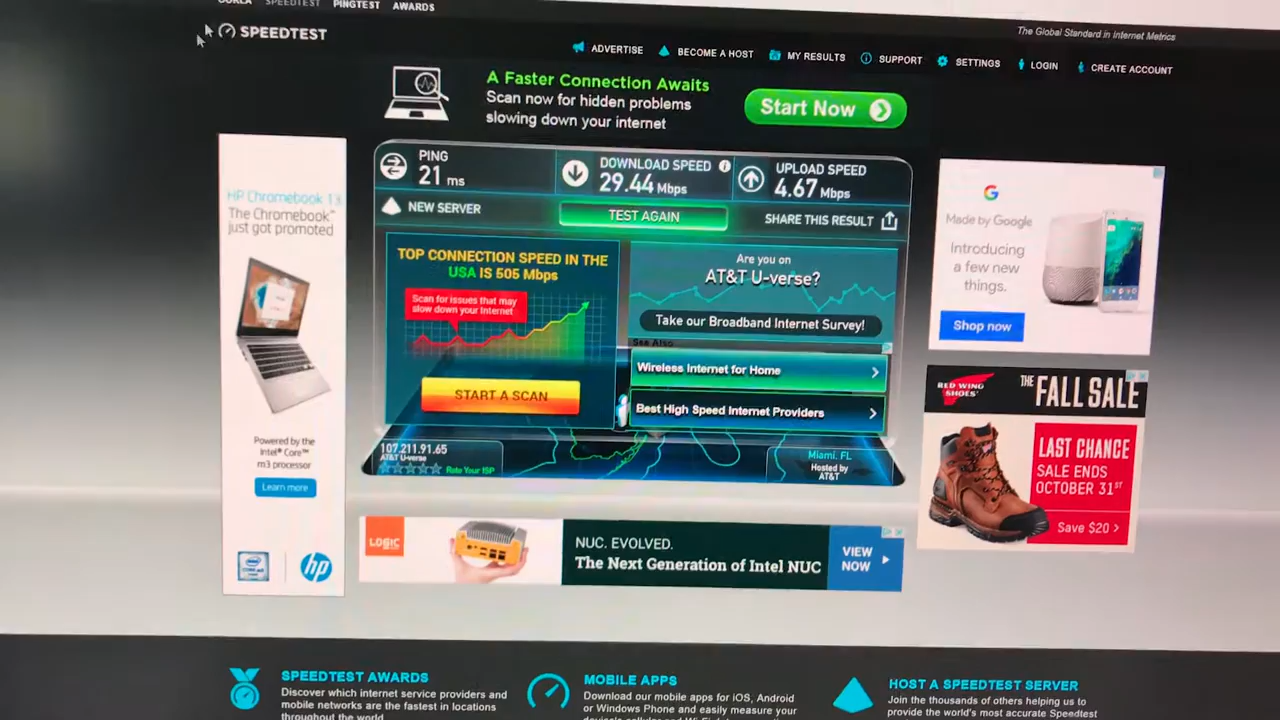 OOKLA SPEEDTEST PINGTEST AWARDS
SPEEDTEST
The Global Standard in Internet Metrics
ADVERTISE
BECOME A HOST
MY RESULTS
SUPPORT
SETTINGS
LOGIN
CREATE ACCOUNT
A Faster Connection Awaits
Scan now for hidden problems
slowing down your internet
Start Now
PING
21 ms
DOWNLOAD SPEED
29.44 Mbps
UPLOAD SPEED
4.67 Mbps
NEW SERVER
TEST AGAIN
SHARE THIS RESULT
TOP CONNECTION SPEED IN THE
USA IS 505 Mbps
Scan for issues that may
slow down your Internet
START A SCAN
Are you on
AT&T U-verse?
Take our Broadband Internet Survey!
See Also
Wireless Internet for Home
Best High Speed Internet Providers
107.211.91.65
AT&T U-verse
Rate Your ISP
Miami, FL
Hosted by
AT&T
HP Chromebook 13
The Chromebook™
just got promoted
Powered by the
Intel® Core™
m3 processor
Learn more
hp
G
Made by Google
Introducing
a few new
things.
Shop now
RED WING
SHOES
THE FALL SALE
LAST CHANCE
SALE ENDS
OCTOBER 31ST
Save $20 >
LOGIC
NUC. EVOLVED.
The Next Generation of Intel NUC
VIEW
NOW
SPEEDTEST AWARDS
Discover which internet service providers and
mobile networks are the fastest in locations
throughout the world
MOBILE APPS
Download our mobile apps for iOS, Android
or Windows Phone and easily measure your
HOST A SPEEDTEST SERVER
Join the thousands of others helping us to
provide the world's most accurate Speedtest